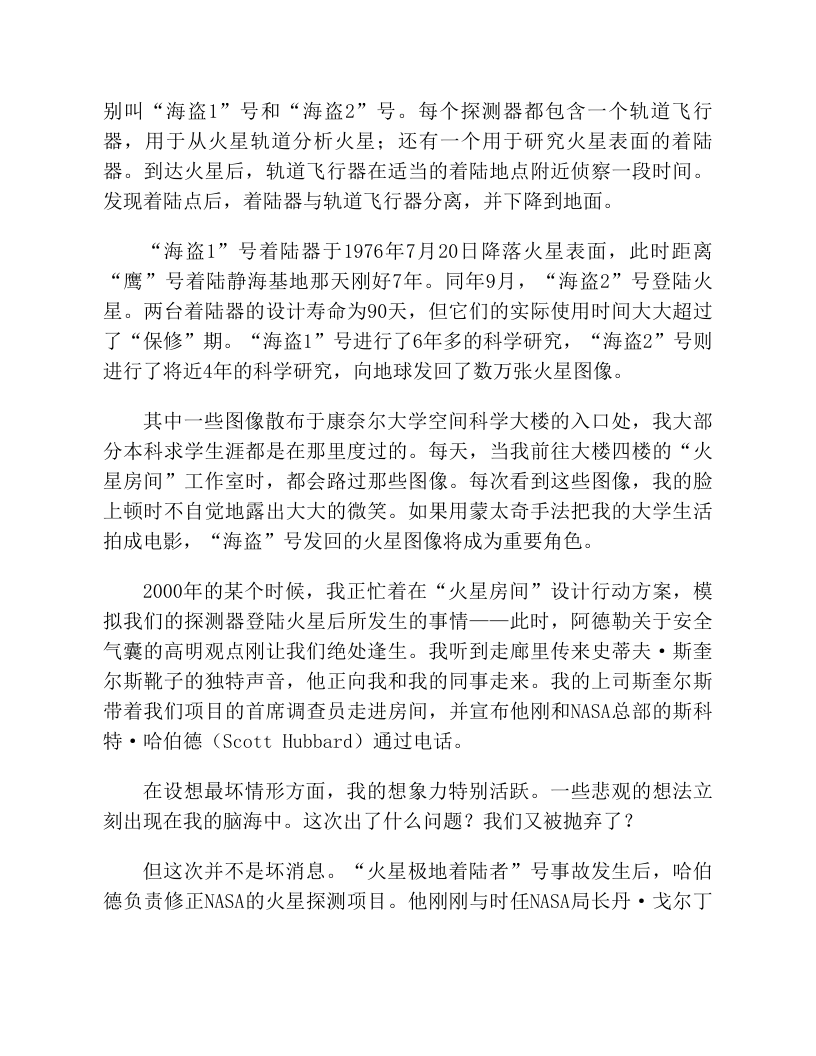 别叫“海盗1”号和“海盗2”号。每个探测器都包含一个轨道飞行
器，用于从火星轨道分析火星；还有一个用于研究火星表面的着陆
器。到达火星后，轨道飞行器在适当的着陆地点附近侦察一段时间。
发现着陆点后，着陆器与轨道飞行器分离，并下降到地面。
“海盗1”号着陆器于1976年7月20日降落火星表面，此时距离
“鹰”号着陆静海基地那天刚好7年。同年9月，“海盗2”号登陆火
星。两台着陆器的设计寿命为90天，但它们的实际使用时间大大超过
了“保修”期。“海盗1”号进行了6年多的科学研究，“海盗2”号则
进行了将近4年的科学研究，向地球发回了数万张火星图像。
其中一些图像散布于康奈尔大学空间科学大楼的入口处，我大部
分本科求学生涯都是在那里度过的。每天，当我前往大楼四楼的“火
星房间”工作室时，都会路过那些图像。每次看到这些图像，我的脸
上顿时不自觉地露出大大的微笑。如果用蒙太奇手法把我的大学生活
拍成电影，“海盗”号发回的火星图像将成为重要角色。
2000年的某个时候，我正忙着在“火星房间”设计行动方案，模
拟我们的探测器登陆火星后所发生的事情——此时，阿德勒关于安全
气囊的高明观点刚让我们绝处逢生。我听到走廊里传来史蒂夫·斯奎
尔斯靴子的独特声音，他正向我和我的同事走来。我的上司斯奎尔斯
带着我们项目的首席调查员走进房间，并宣布他刚和NASA总部的斯科
特·哈伯德（Scott Hubbard）通过电话。
在设想最坏情形方面，我的想象力特别活跃。一些悲观的想法立
刻出现在我的脑海中。这次出了什么问题？我们又被抛弃了？
但这次并不是坏消息。“火星极地着陆者”号事故发生后，哈伯
德负责修正NASA的火星探测项目。他刚刚与时任NASA局长丹·戈尔丁